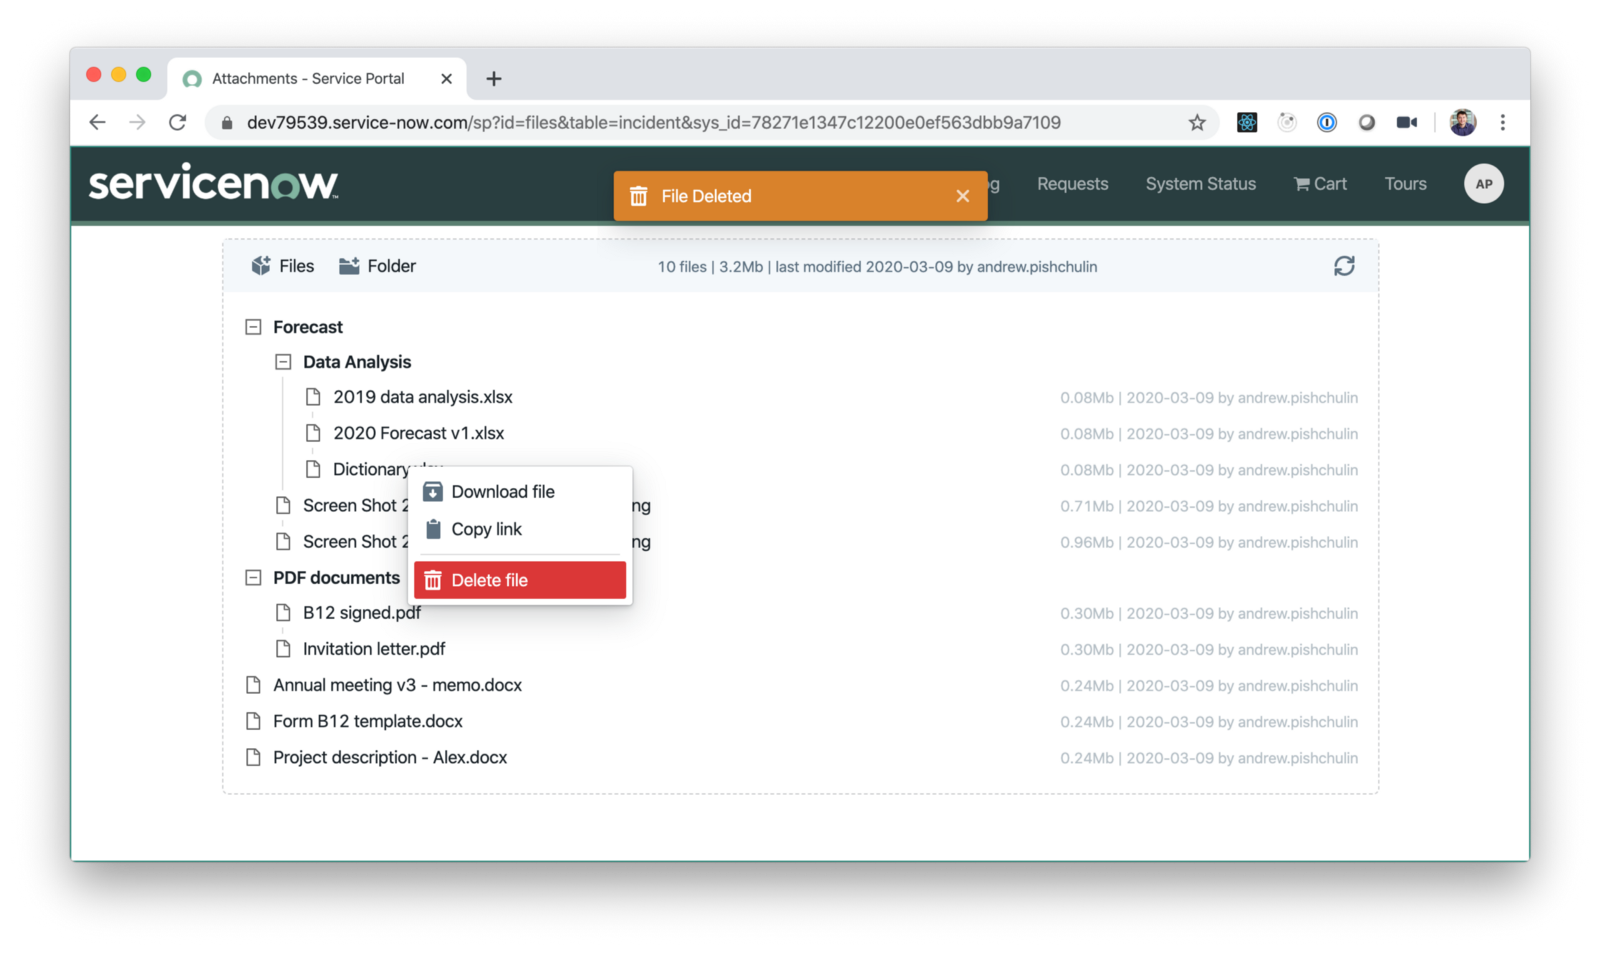 Attachments - Service Portal
dev79539.service-now.com/sp?id=files&table=incident&sys_id=78271e1347c12200e0ef563dbb9a7109
servicenow™
File Deleted
Requests
System Status
Cart
Tours
AP
Files
Folder
10 files | 3.2Mb | last modified 2020-03-09 by andrew.pishchulin
Forecast
Data Analysis
2019 data analysis.xlsx 0.08Mb | 2020-03-09 by andrew.pishchulin
2020 Forecast v1.xlsx 0.08Mb | 2020-03-09 by andrew.pishchulin
Dictionary 0.08Mb | 2020-03-09 by andrew.pishchulin
Download file
Screen Shot 2 ng 0.71Mb | 2020-03-09 by andrew.pishchulin
Copy link
Screen Shot 2 ng 0.96Mb | 2020-03-09 by andrew.pishchulin
PDF documents
Delete file
B12 signed.pdf 0.30Mb | 2020-03-09 by andrew.pishchulin
Invitation letter.pdf 0.30Mb | 2020-03-09 by andrew.pishchulin
Annual meeting v3 - memo.docx 0.24Mb | 2020-03-09 by andrew.pishchulin
Form B12 template.docx 0.24Mb | 2020-03-09 by andrew.pishchulin
Project description - Alex.docx 0.24Mb | 2020-03-09 by andrew.pishchulin